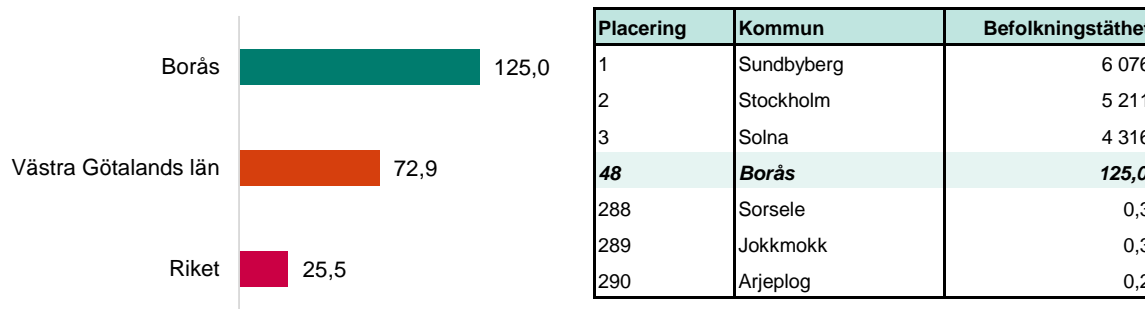 Borås
125,0
Västra Götalands län
72,9
Riket
25,5
Placering Kommun Befolkningstäthet
1 Sundbyberg 6 076
2 Stockholm 5 211
3 Solna 4 316
48 Borås 125,0
288 Sorsele 0,3
289 Jokkmokk 0,3
290 Arjeplog 0,2